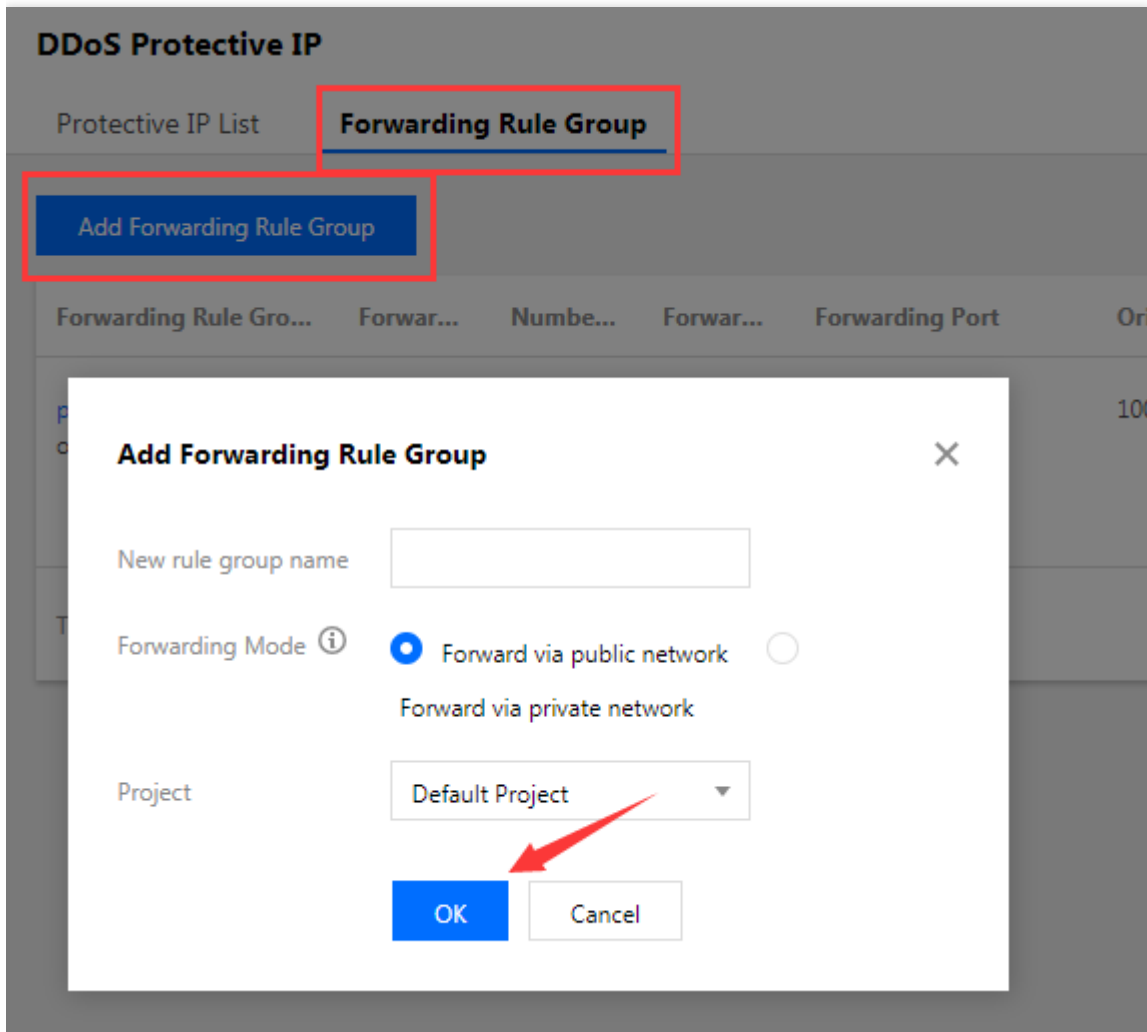 DDoS Protective IP
Protective IP List Forwarding Rule Group
Add Forwarding Rule Group
Forwarding Rule Gro... Forwar... Numbe... Forwar... Forwarding Port Or
p 100
o
Add Forwarding Rule Group
New rule group name
T
Forwarding Mode Forward via public network
Forward via private network
Project Default Project
OK Cancel